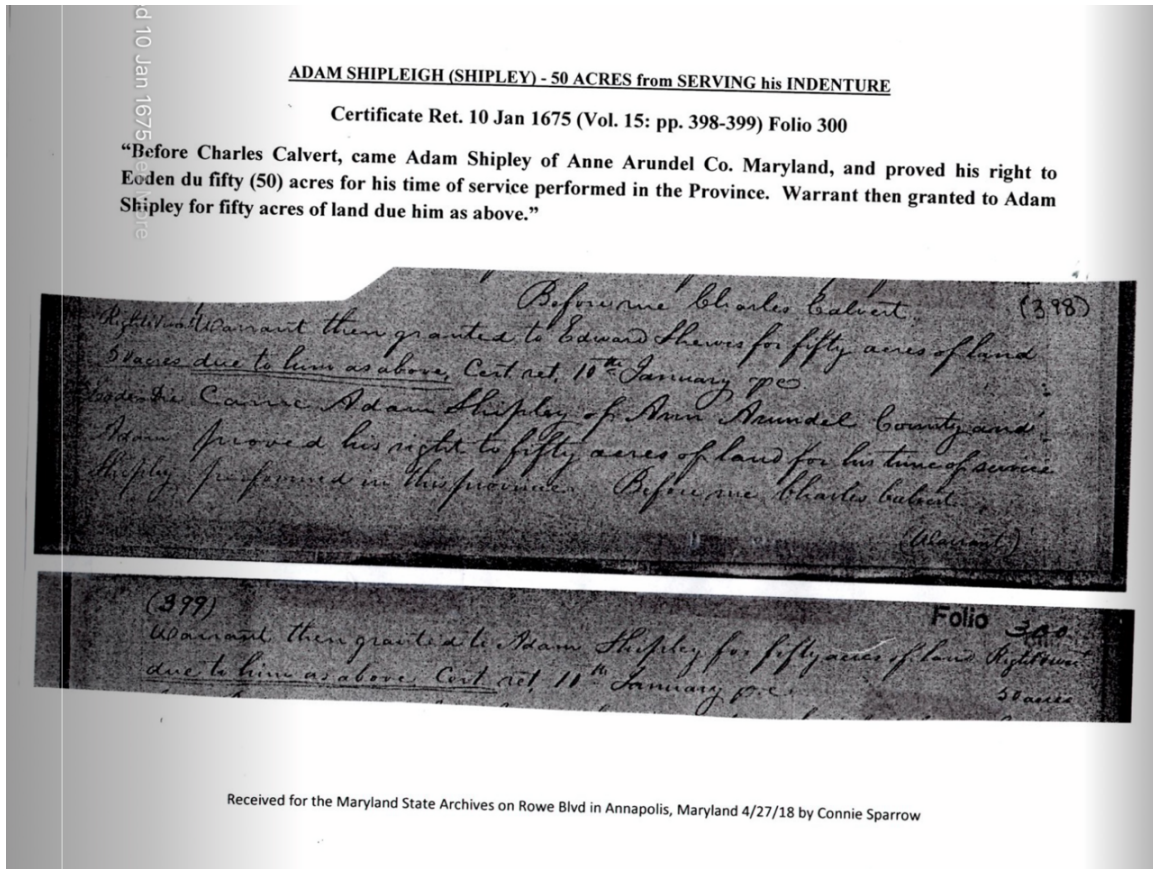 d 10 Jan 1675
ADAM SHIPLEIGH (SHIPLEY) - 50 ACRES from SERVING his INDENTURE
Certificate Ret. 10 Jan 1675 (Vol. 15: pp. 398-399) Folio 300
“Before Charles Calvert, came Adam Shipley of Anne Arundel Co. Maryland, and proved his right to
Eoden du fifty (50) acres for his time of service performed in the Province. Warrant then granted to Adam
Shipley for fifty acres of land due him as above.”
Before me Charles Calvert. (398)
Warrant then granted to Edward Shewes for fifty acres of land
50 acres due to him as above, Cert. ret. 10th January
Came Adam Shipley of Ann Arundel County and
Adam proved his right to fifty acres of land for his time of service
Shipley performed in this province. Before me Charles Calvert.
(Warrant)
(399) Folio 300
Warrant then granted to Adam Shipley for fifty acres of land
due to him as above Cert. ret. 10th January 50 acres
Received for the Maryland State Archives on Rowe Blvd in Annapolis, Maryland 4/27/18 by Connie Sparrow